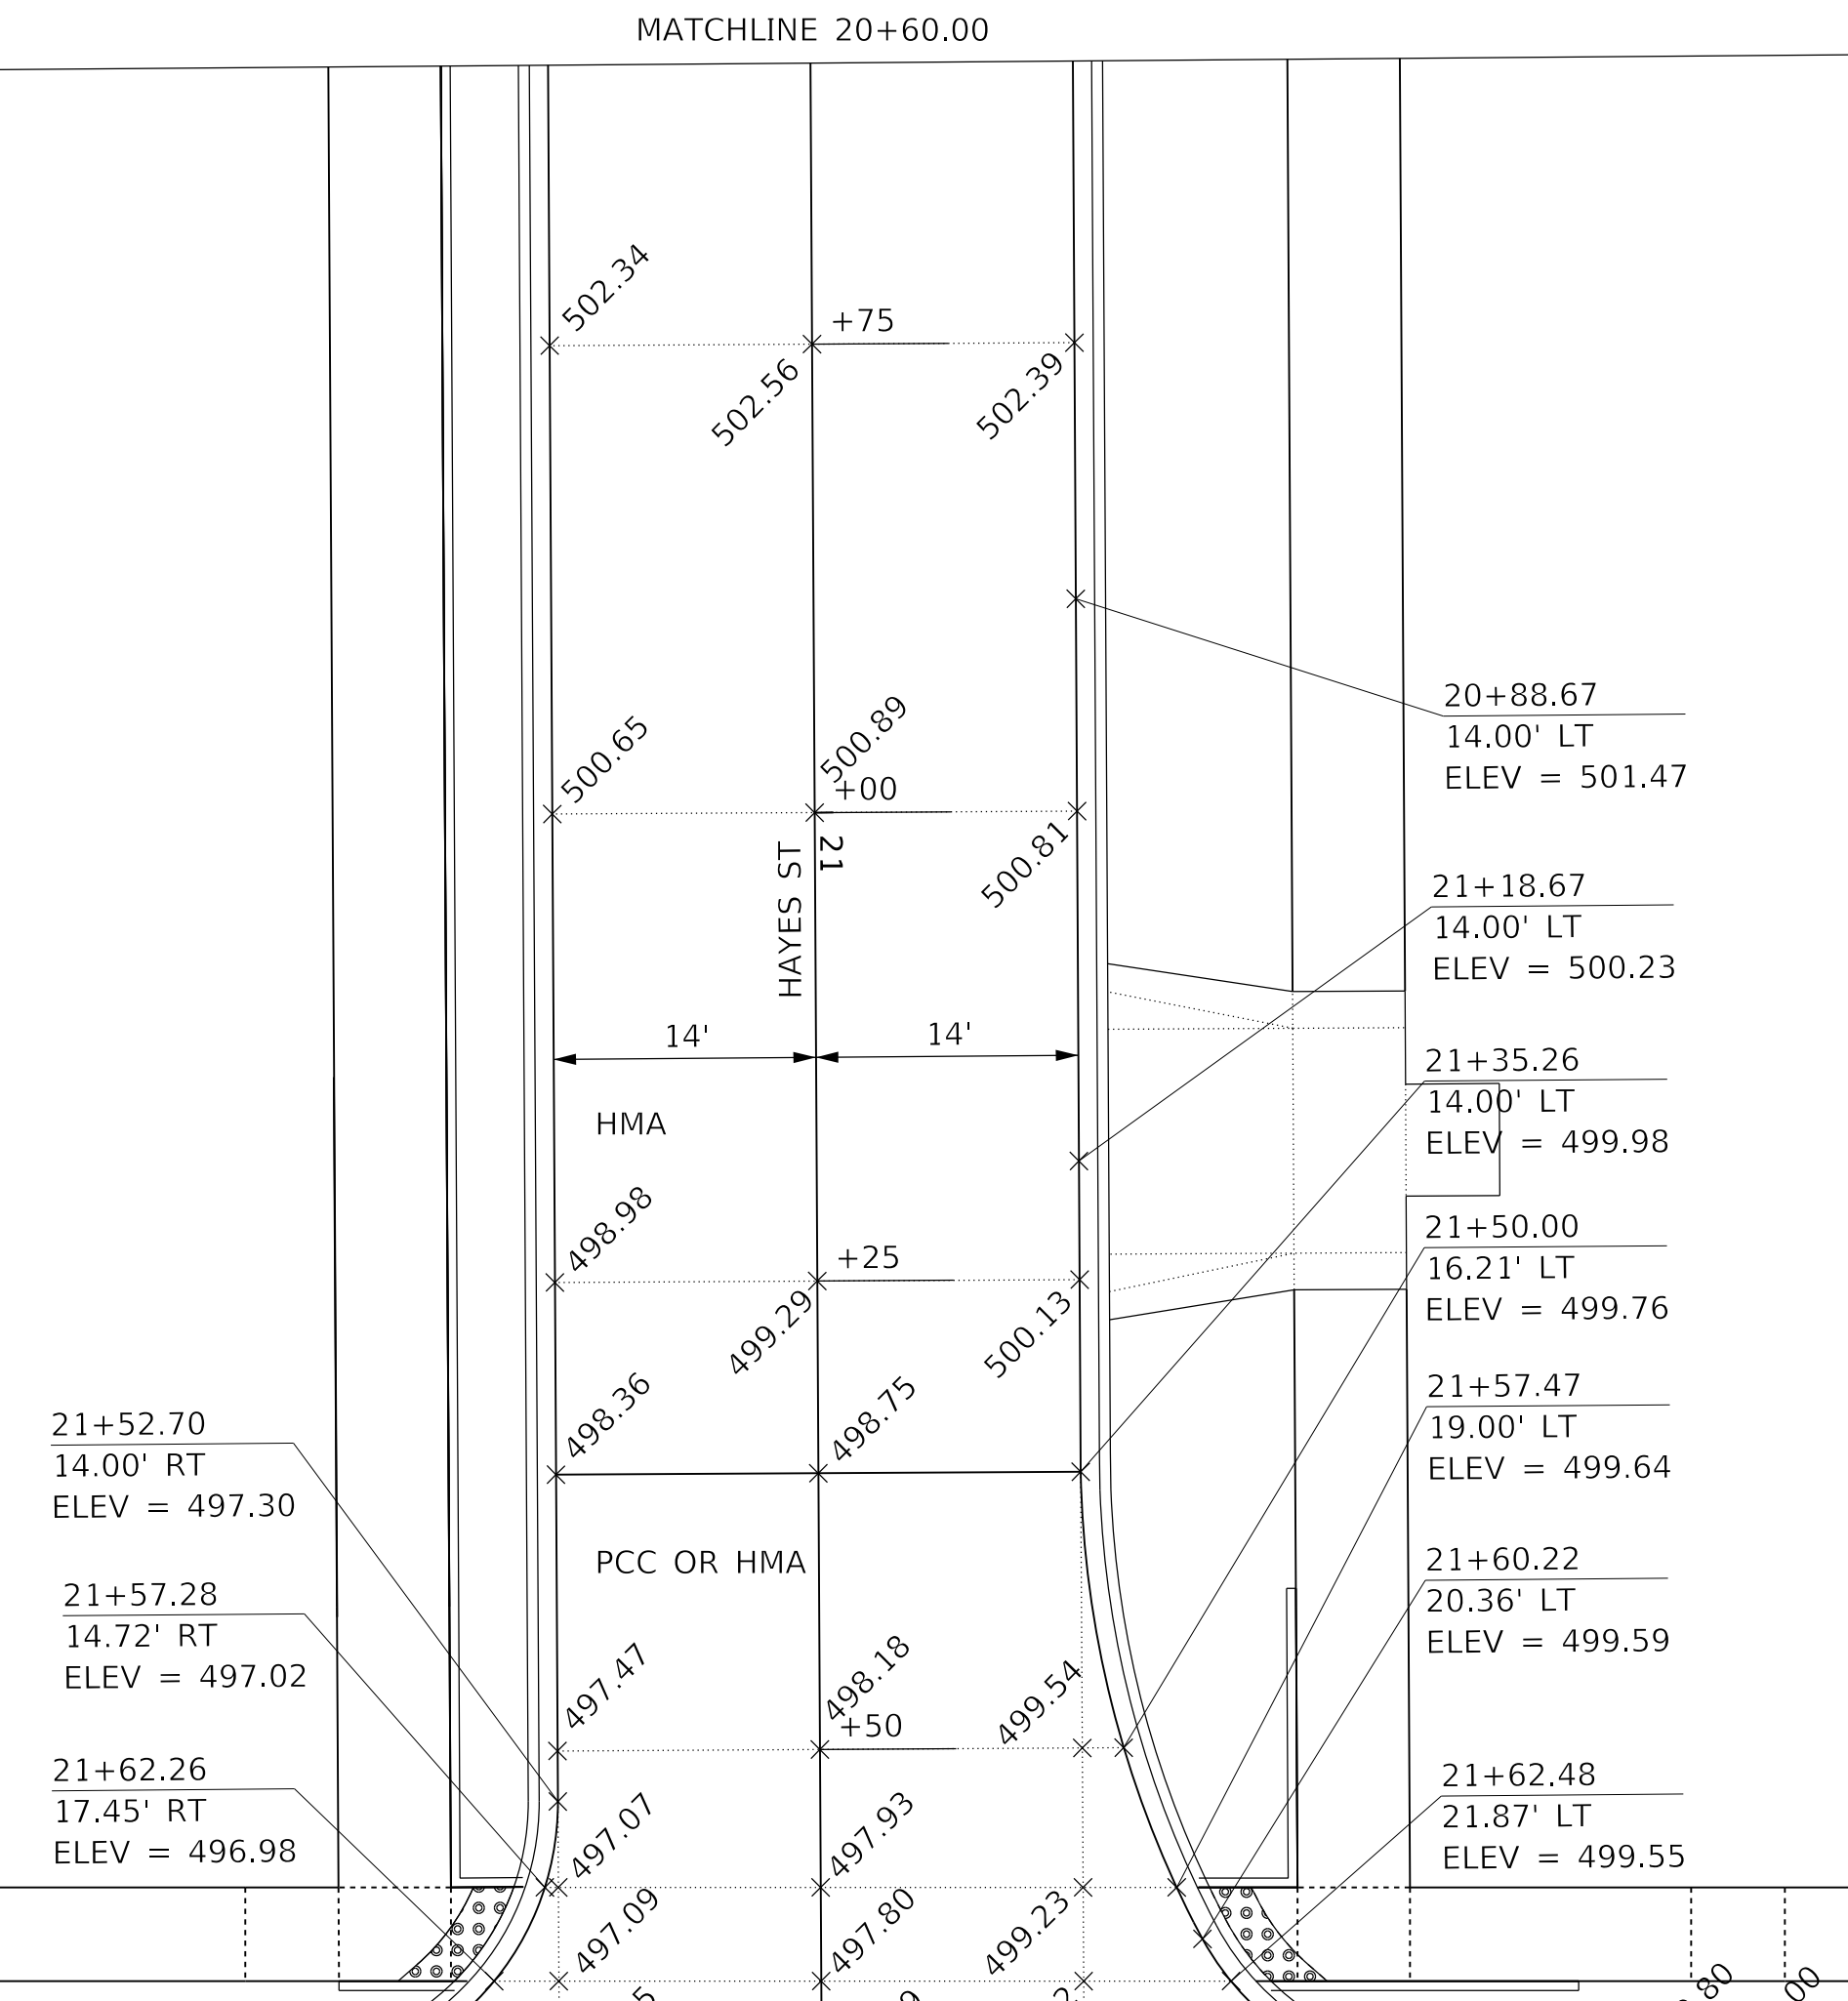 MATCHLINE 20+60.00
502.34
+75
502.56
502.39
20+88.67
14.00' LT
ELEV = 501.47
500.65
500.89
+00
21
HAYES ST
500.81
21+18.67
14.00' LT
ELEV = 500.23
14'
14'
21+35.26
14.00' LT
ELEV = 499.98
HMA
498.98
+25
499.29
500.13
21+50.00
16.21' LT
ELEV = 499.76
498.36
498.75
21+57.47
19.00' LT
ELEV = 499.64
21+52.70
14.00' RT
ELEV = 497.30
PCC OR HMA
21+60.22
20.36' LT
ELEV = 499.59
21+57.28
14.72' RT
ELEV = 497.02
497.47
498.18
+50
499.54
21+62.26
17.45' RT
ELEV = 496.98
21+62.48
21.87' LT
ELEV = 499.55
497.07
497.93
497.09
497.80
499.23